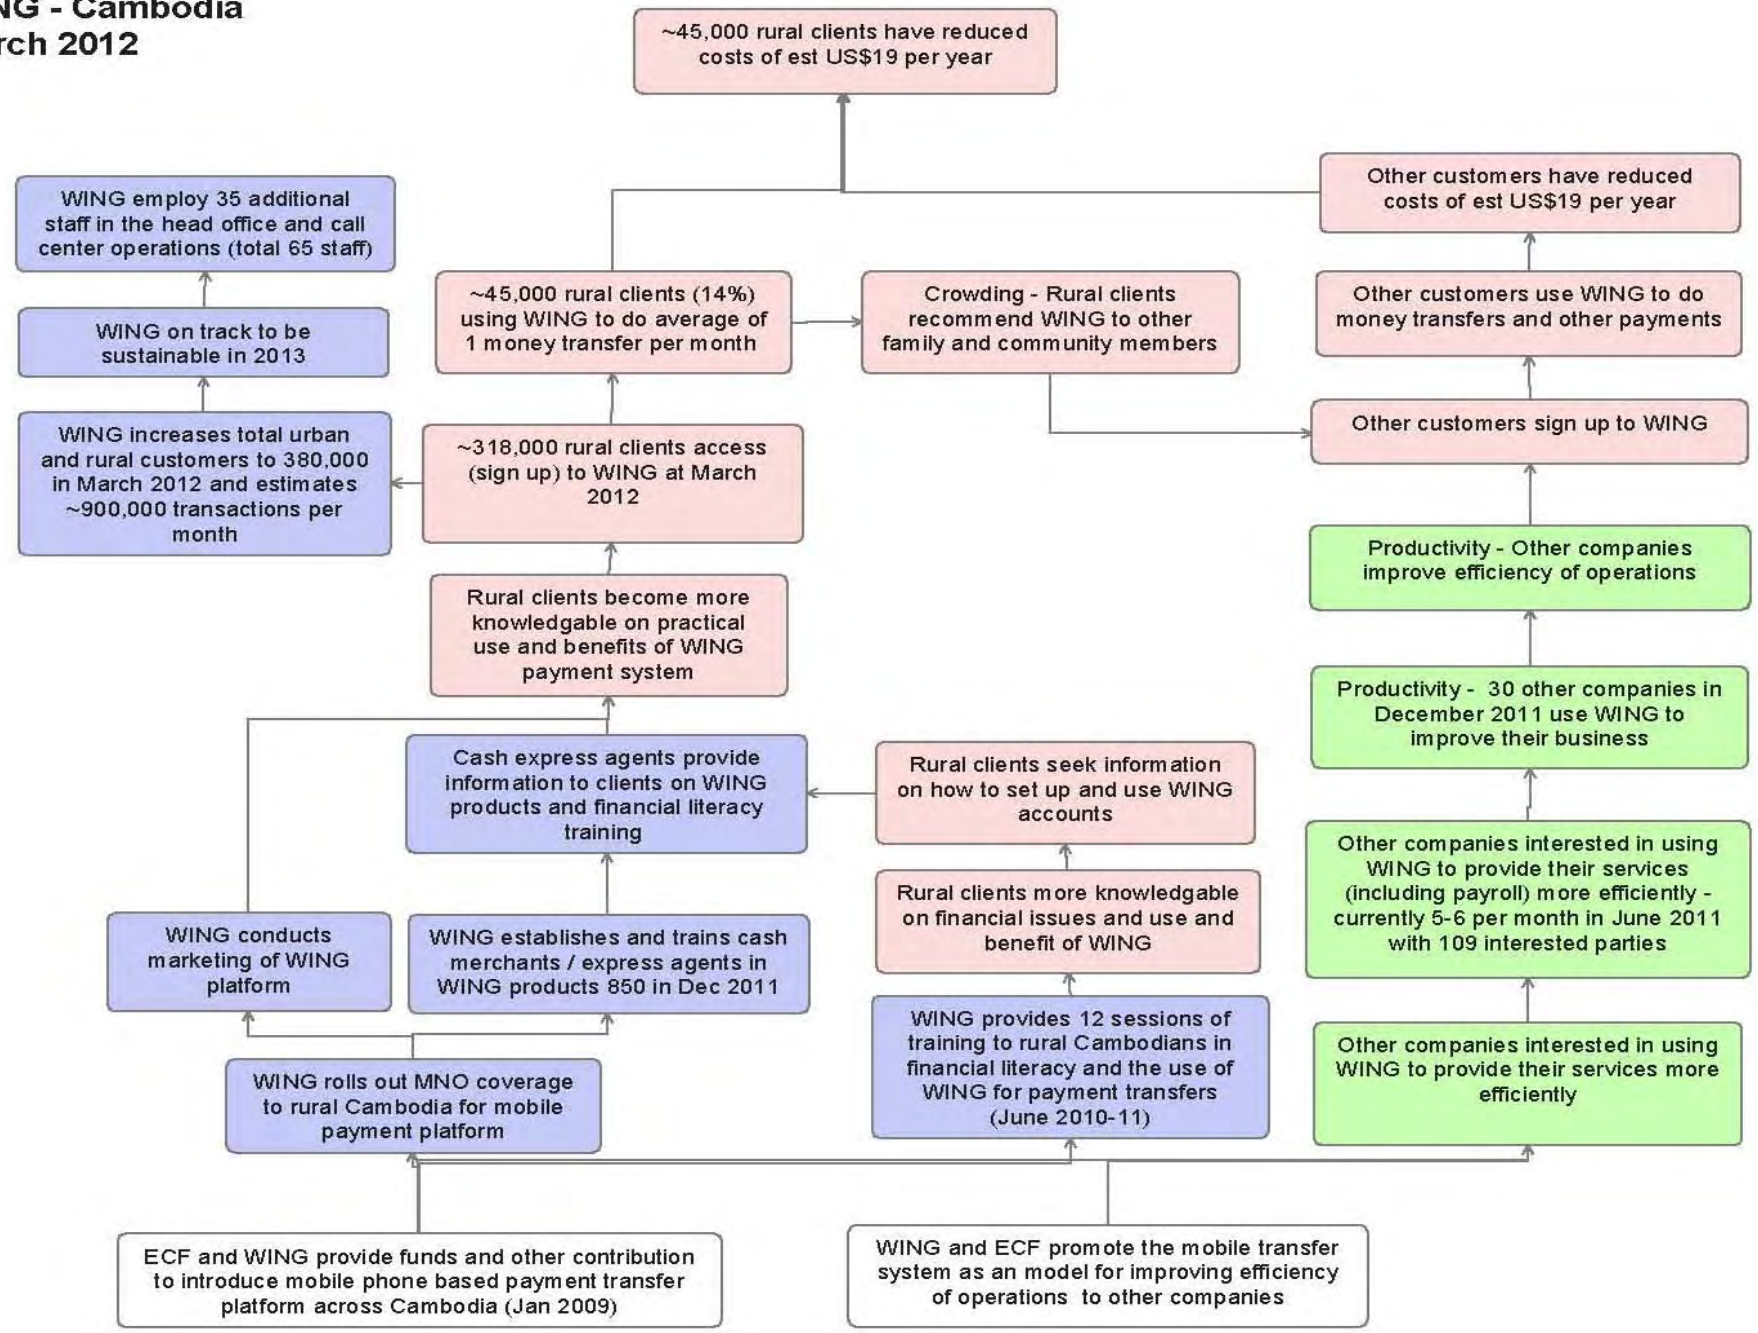 NG - Cambodia
rch 2012
~45,000 rural clients have reduced
costs of est US$19 per year
Other customers have reduced
costs of est US$19 per year
WING employ 35 additional
staff in the head office and call
center operations (total 65 staff)
~45,000 rural clients (14%)
using WING to do average of
1 money transfer per month
Crowding - Rural clients
recommend WING to other
family and community members
Other customers use WING to do
money transfers and other payments
WING on track to be
sustainable in 2013
Other customers sign up to WING
WING increases total urban
and rural customers to 380,000
in March 2012 and estimates
~900,000 transactions per
month
~318,000 rural clients access
(sign up) to WING at March
2012
Productivity - Other companies
improve efficiency of operations
Rural clients become more
knowledgable on practical
use and benefits of WING
payment system
Productivity -  30 other companies in
December 2011 use WING to
improve their business
Cash express agents provide
information to clients on WING
products and financial literacy
training
Rural clients seek information
on how to set up and use WING
accounts
Other companies interested in using
WING to provide their services
(including payroll) more efficiently -
currently 5-6 per month in June 2011
with 109 interested parties
Rural clients more knowledgable
on financial issues and use and
benefit of WING
WING conducts
marketing of WING
platform
WING establishes and trains cash
merchants / express agents in
WING products 850 in Dec 2011
WING provides 12 sessions of
training to rural Cambodians in
financial literacy and the use of
WING for payment transfers
(June 2010-11)
Other companies interested in using
WING to provide their services more
efficiently
WING rolls out MNO coverage
to rural Cambodia for mobile
payment platform
ECF and WING provide funds and other contribution
to introduce mobile phone based payment transfer
platform across Cambodia (Jan 2009)
WING and ECF promote the mobile transfer
system as an model for improving efficiency
of operations  to other companies